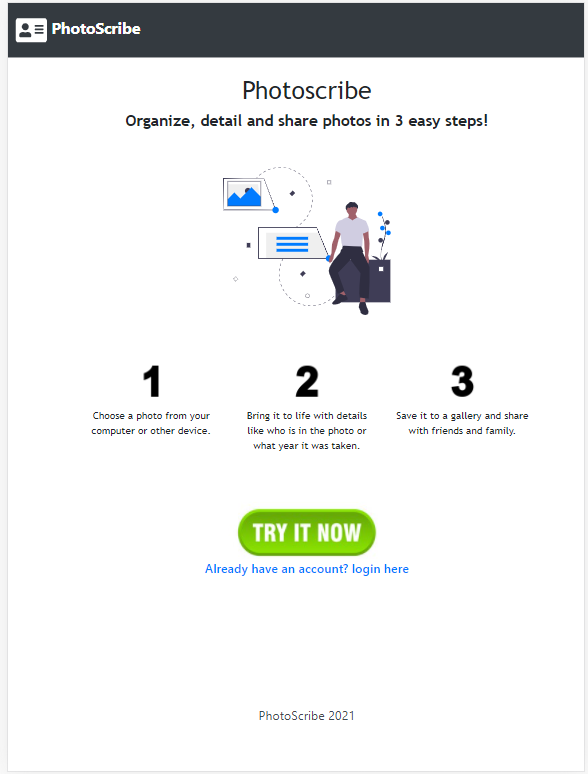 PhotoScribe
Photoscribe
Organize, detail and share photos in 3 easy steps!
1
Choose a photo from your
computer or other device.
2
Bring it to life with details
like who is in the photo or
what year it was taken.
3
Save it to a gallery and share
with friends and family.
TRY IT NOW
Already have an account? login here
PhotoScribe 2021